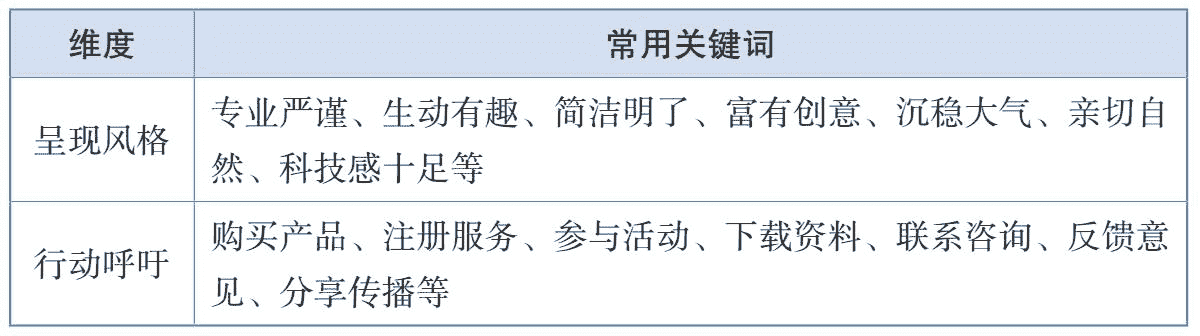 维度
常用关键词
呈现风格
专业严谨、生动有趣、简洁明了、富有创意、沉稳大气、亲切自
然、科技感十足等
行动呼吁
购买产品、注册服务、参与活动、下载资料、联系咨询、反馈意
见、分享传播等